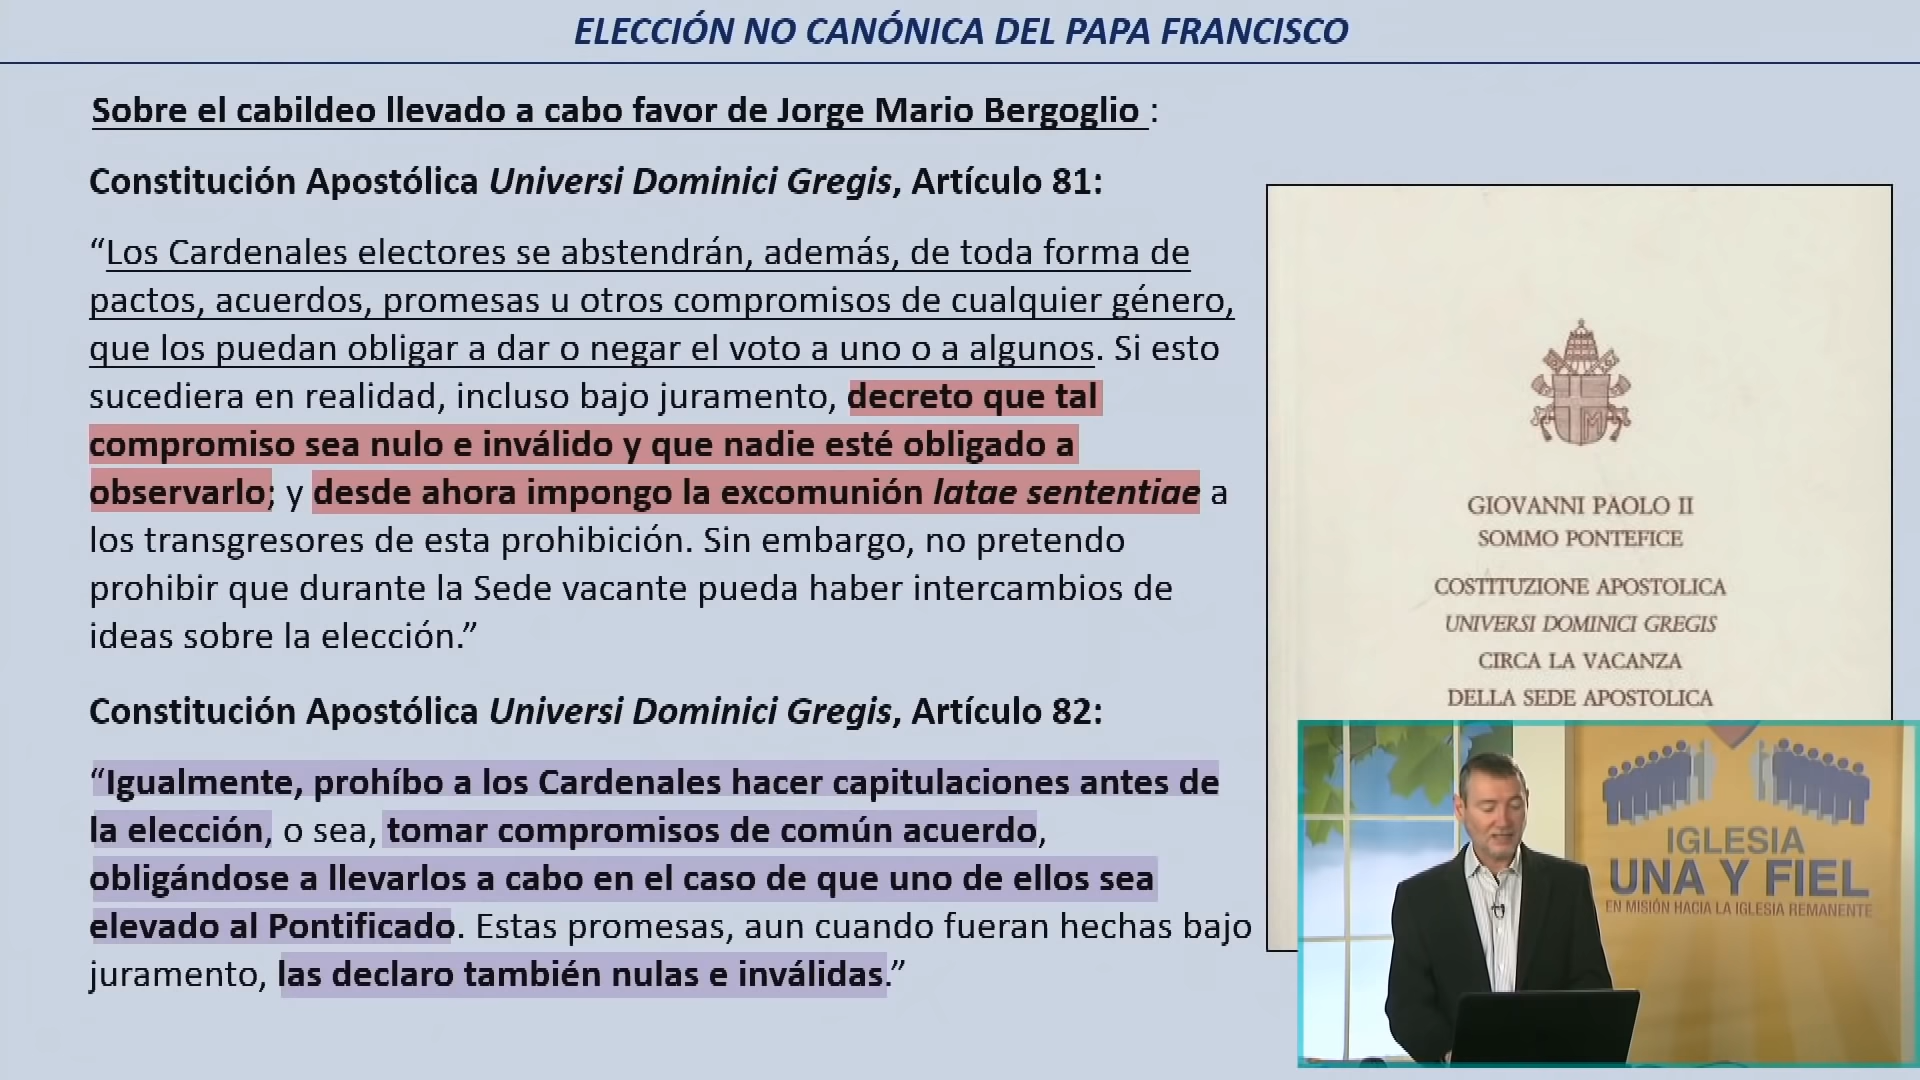 ELECCIÓN NO CANÓNICA DEL PAPA FRANCISCO
Sobre el cabildeo llevado a cabo favor de Jorge Mario Bergoglio :
Constitución Apostólica Universi Dominici Gregis, Artículo 81:
“Los Cardenales electores se abstendrán, además, de toda forma de
pactos, acuerdos, promesas u otros compromisos de cualquier género,
que los puedan obligar a dar o negar el voto a uno o a algunos. Si esto
sucediera en realidad, incluso bajo juramento, decreto que tal
compromiso sea nulo e inválido y que nadie esté obligado a
observarlo; y desde ahora impongo la excomunión latae sententiae a
los transgresores de esta prohibición. Sin embargo, no pretendo
prohibir que durante la Sede vacante pueda haber intercambios de
ideas sobre la elección.”
Constitución Apostólica Universi Dominici Gregis, Artículo 82:
“Igualmente, prohíbo a los Cardenales hacer capitulaciones antes de
la elección, o sea, tomar compromisos de común acuerdo,
obligándose a llevarlos a cabo en el caso de que uno de ellos sea
elevado al Pontificado. Estas promesas, aun cuando fueran hechas bajo
juramento, las declaro también nulas e inválidas.”
GIOVANNI PAOLO II
SOMMO PONTEFICE
COSTITUZIONE APOSTOLICA
UNIVERSI DOMINICI GREGIS
CIRCA LA VACANZA
DELLA SEDE APOSTOLICA
IGLESIA
UNA Y FIEL
EN MISIÓN HACIA LA IGLESIA REMANENTE